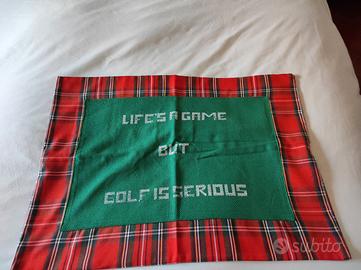 LIFE'S A GAME
BUT
GOLF IS SERIOUS
subito